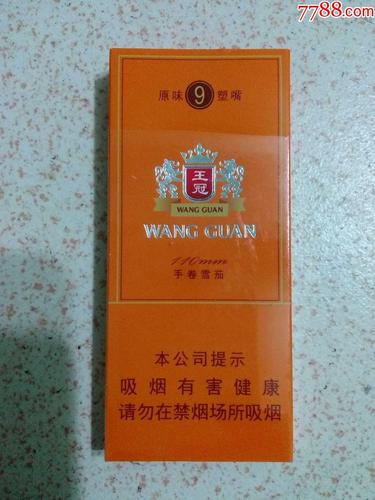 7788.com
原味 9 塑嘴
王冠
WANG GUAN
WANG GUAN
110mm
手卷雪茄
本公司提示
吸烟有害健康
请勿在禁烟场所吸烟